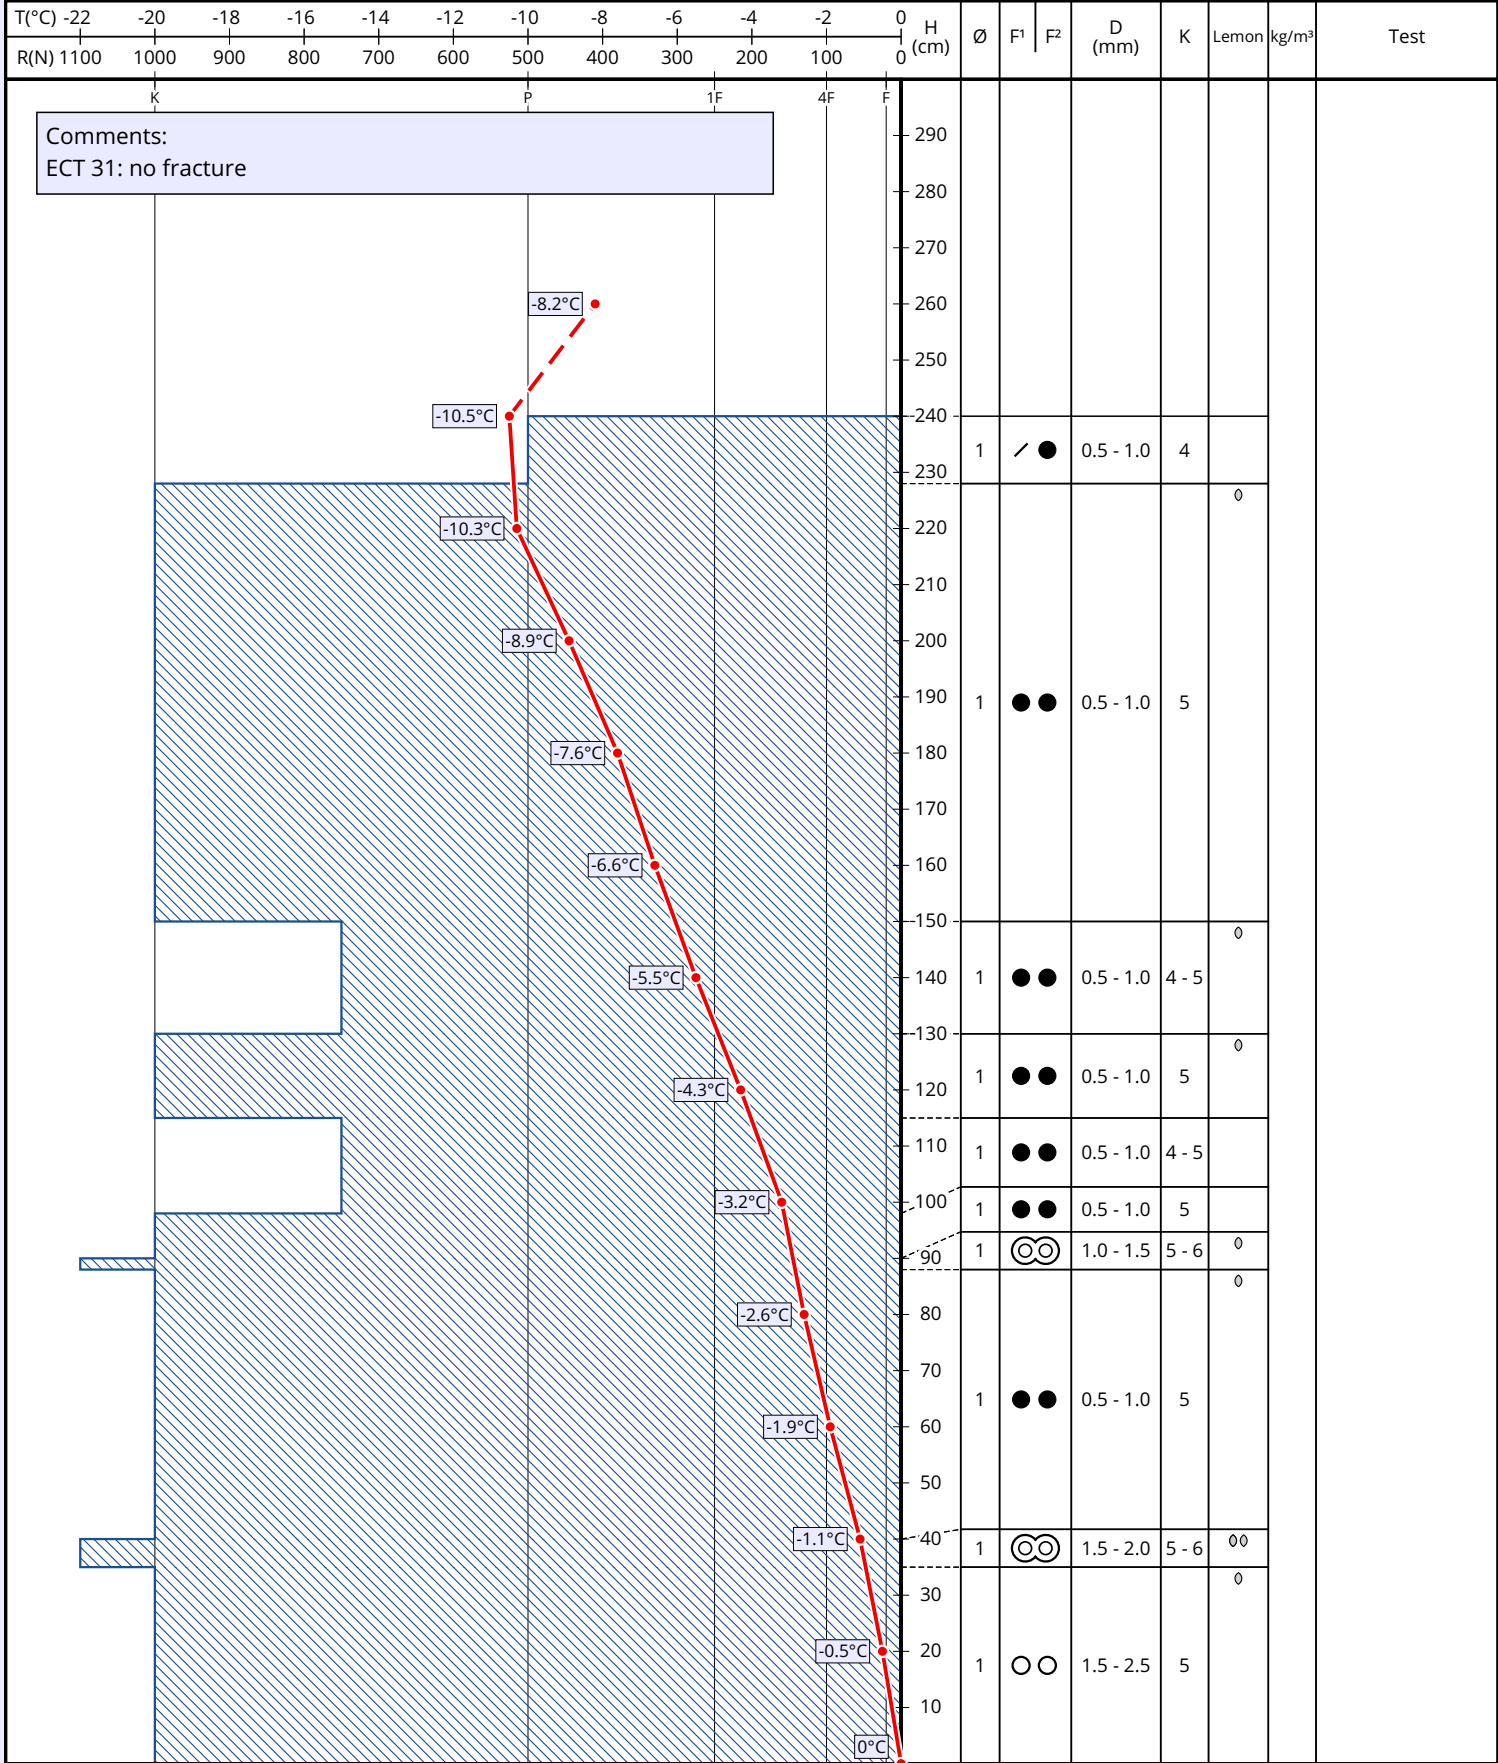 T(°C) -22 -20 -18 -16 -14 -12 -10 -8 -6 -4 -2 0
R(N) 1100 1000 900 800 700 600 500 400 300 200 100 0
H (cm) Ø F¹ F² D (mm) K Lemon kg/m³ Test
K P 1F 4F F
Comments:
ECT 31: no fracture
290
280
270
-8.2°C 260
250
-10.5°C 240
1 0.5 - 1.0 4
230
-10.3°C 220
210
-8.9°C 200
190 1 0.5 - 1.0 5
-7.6°C 180
170
-6.6°C 160
150
-5.5°C 140 1 0.5 - 1.0 4 - 5
130
-4.3°C 120 1 0.5 - 1.0 5
110 1 0.5 - 1.0 4 - 5
-3.2°C 100 1 0.5 - 1.0 5
90 1 1.0 - 1.5 5 - 6
-2.6°C 80
70
1 0.5 - 1.0 5
-1.9°C 60
50
-1.1°C 40 1 1.5 - 2.0 5 - 6
30
-0.5°C 20 1 1.5 - 2.5 5
10
0°C